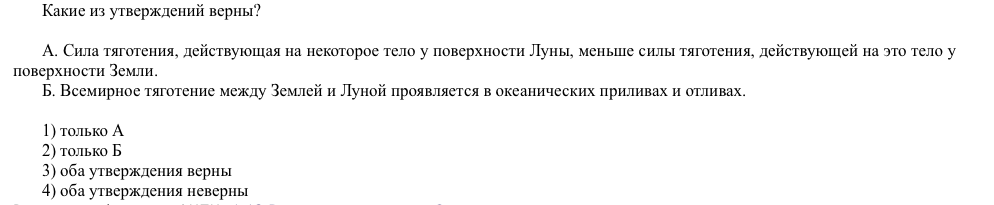 Какие из утверждений верны?
А. Сила тяготения, действующая на некоторое тело у поверхности Луны, меньше силы тяготения, действующей на это тело у
поверхности Земли.
Б. Всемирное тяготение между Землей и Луной проявляется в океанических приливах и отливах.
1) только А
2) только Б
3) оба утверждения верны
4) оба утверждения неверны